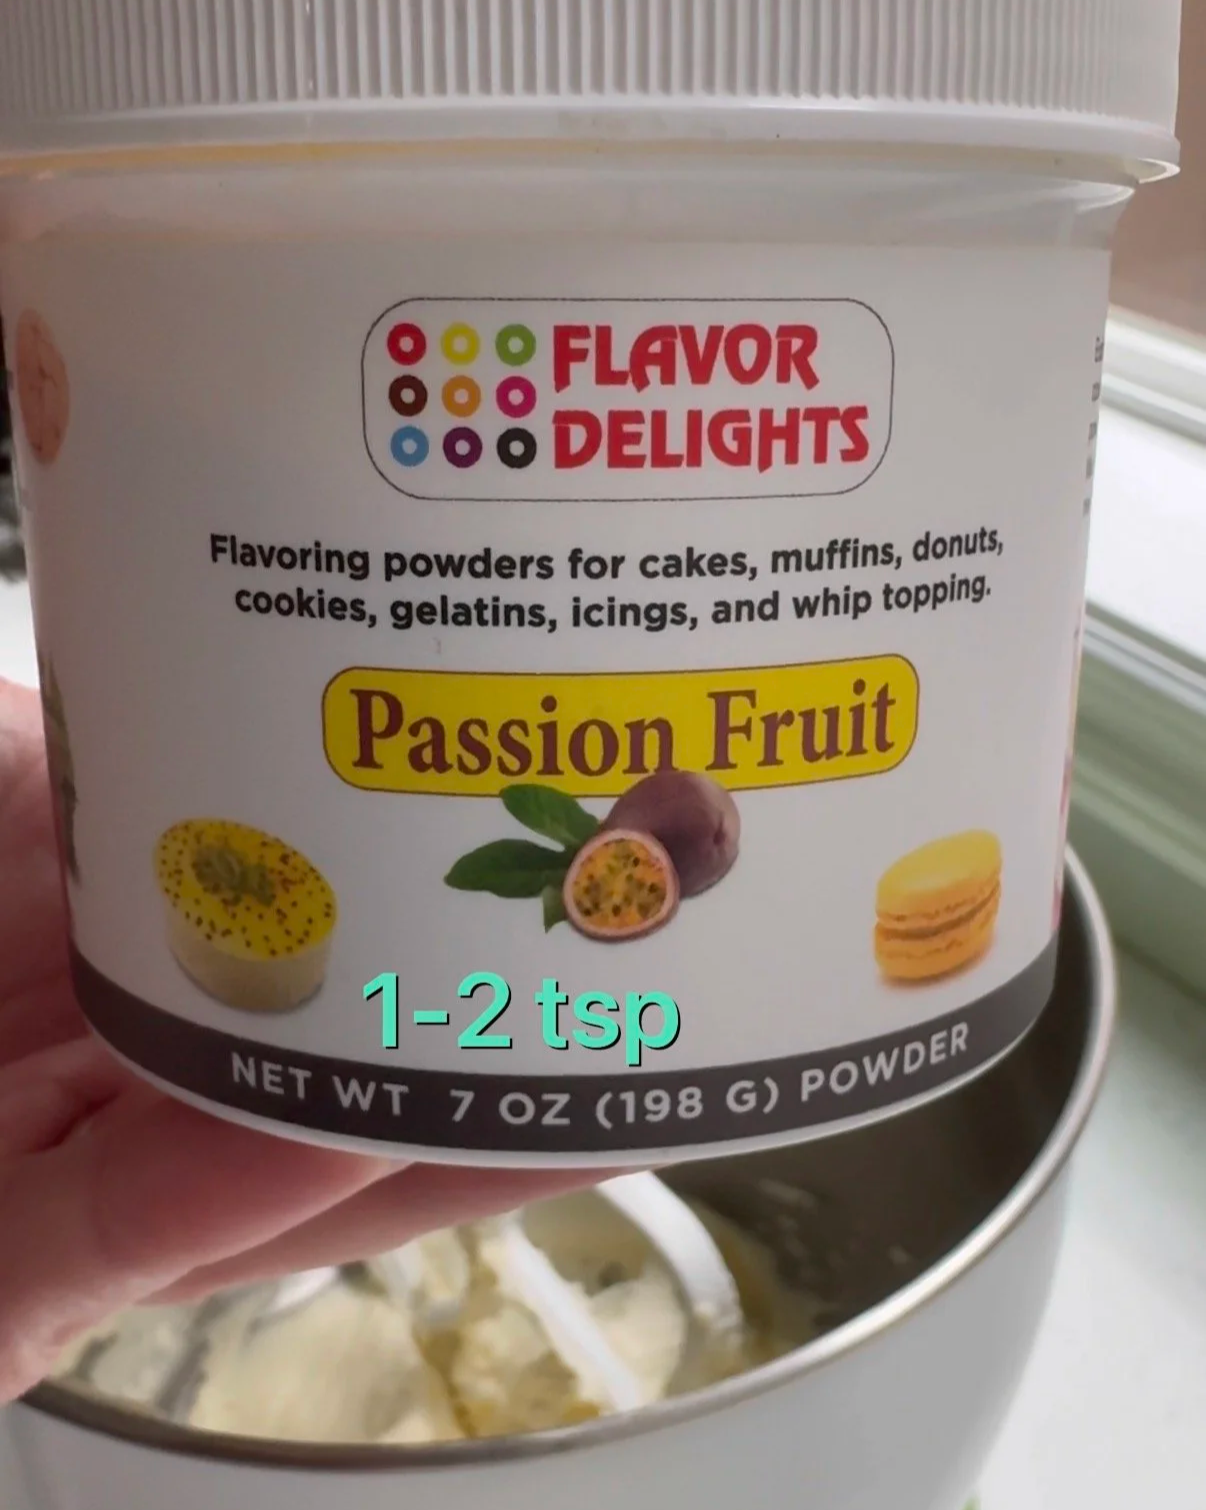 FLAVOR
DELIGHTS
Flavoring powders for cakes, muffins, donuts,
cookies, gelatins, icings, and whip topping.
Passion Fruit
1-2 tsp
NET WT 7 OZ (198 G) POWDER